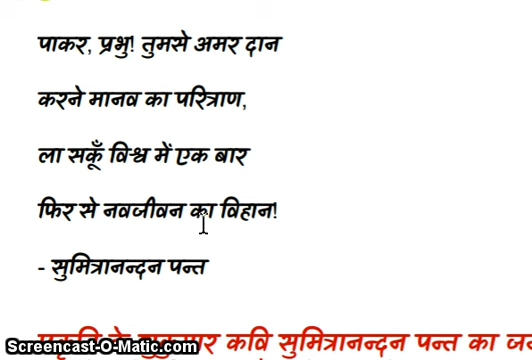 पाकर, प्रभु! तुमसे अमर दान
करने मानव का परित्राण,
ला सकूँ विश्व में एक बार
फिर से नवजीवन का विहान!
- सुमित्रानन्दन पन्त
कवि सुमित्रानन्दन पन्त का
Screencast-O-Matic.com